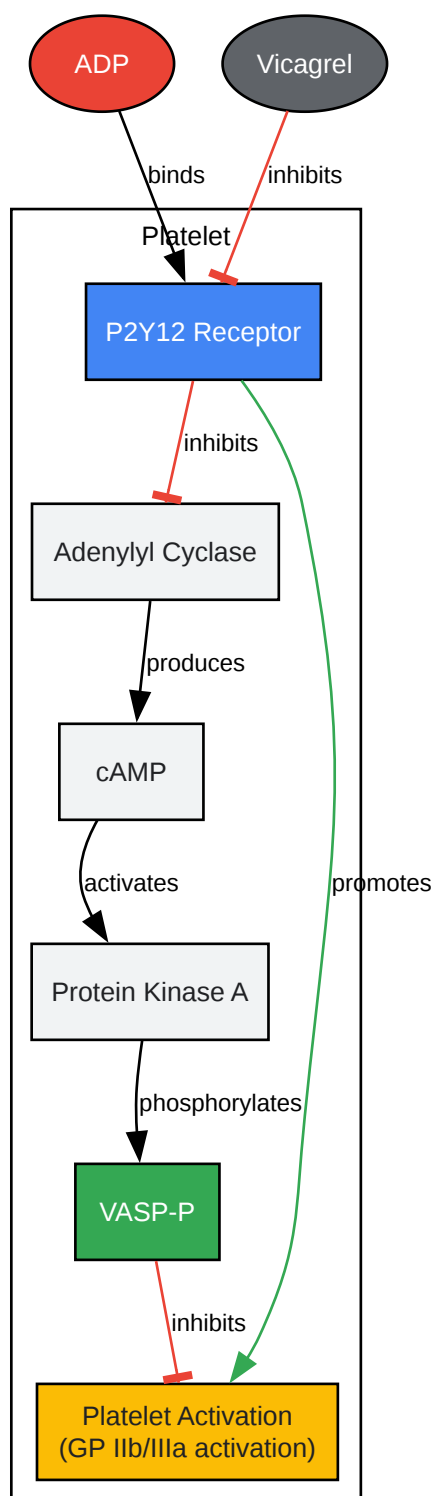 ADP
Vicagrel
binds
inhibits
Platelet
P2Y12 Receptor
inhibits
Adenylyl Cyclase
produces
cAMP
activates
promotes
Protein Kinase A
phosphorylates
VASP-P
inhibits
Platelet Activation
(GP IIb/IIIa activation)